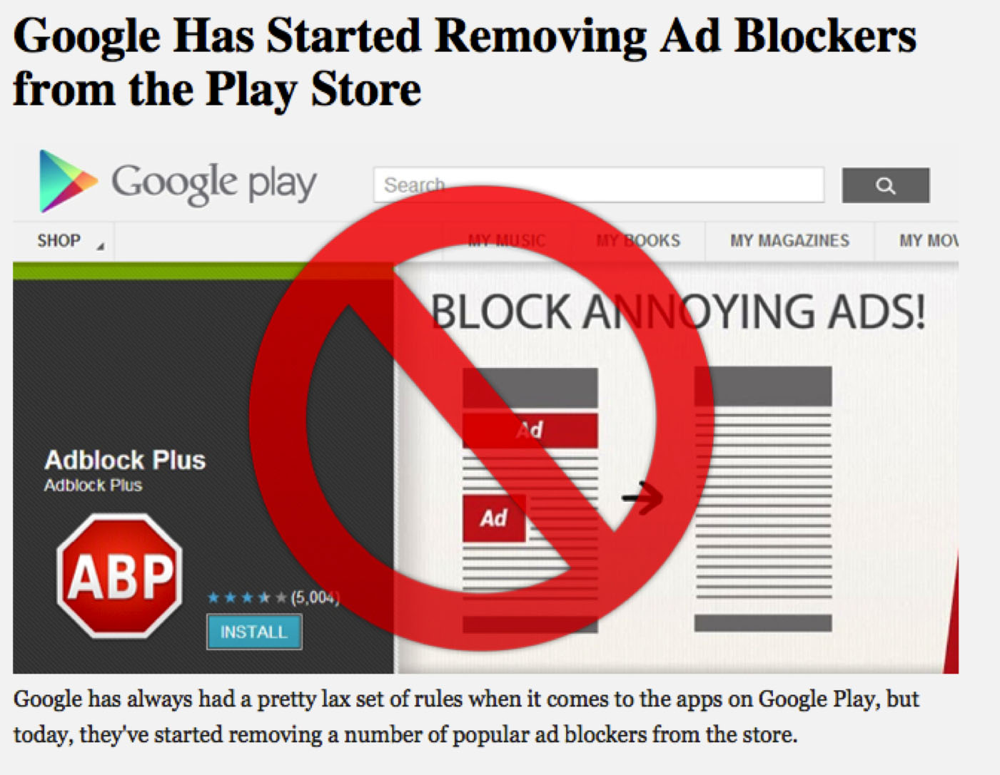 Google Has Started Removing Ad Blockers
from the Play Store
Google play
Search
SHOP
MY MUSIC
MY BOOKS
MY MAGAZINES
MY MOV
BLOCK ANNOYING ADS!
Ad
Ad
Adblock Plus
Adblock Plus
ABP
(5,004)
INSTALL
Google has always had a pretty lax set of rules when it comes to the apps on Google Play, but
today, they've started removing a number of popular ad blockers from the store.